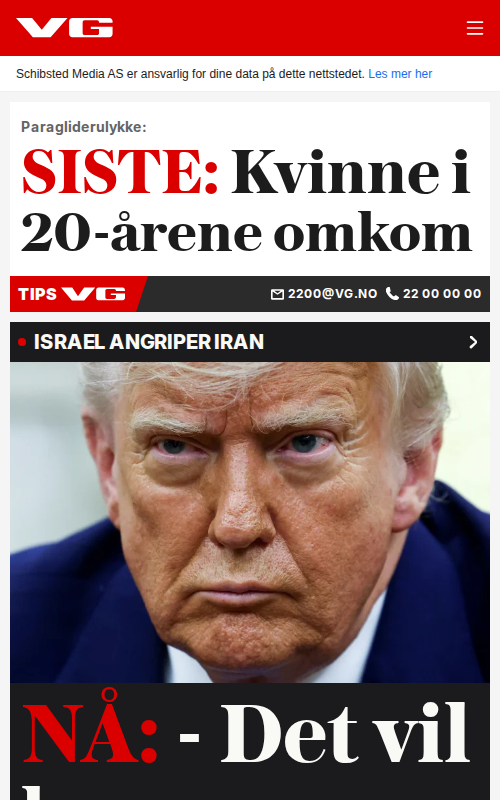 VG
Schibsted Media AS er ansvarlig for dine data på dette nettstedet. Les mer her
Paragliderulykke:
SISTE: Kvinne i
20-årene omkom
TIPS VG 2200@VG.NO 22 00 00 00
ISRAEL ANGRIPER IRAN
NÅ: - Det vil